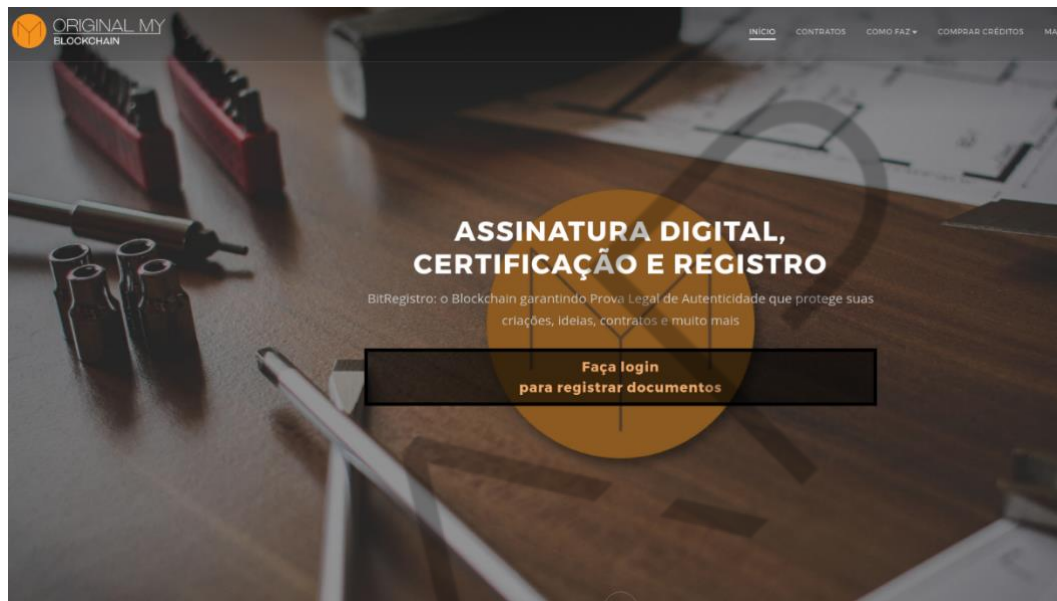 ORIGINAL MY
BLOCKCHAIN
INÍCIO CONTRATOS COMO FAZ COMPRAR CRÉDITOS
ASSINATURA DIGITAL,
CERTIFICAÇÃO E REGISTRO
BitRegistro: o Blockchain garantindo Prova Legal de Autenticidade que protege suas
criações, ideias, contratos e muito mais
Faça login
para registrar documentos